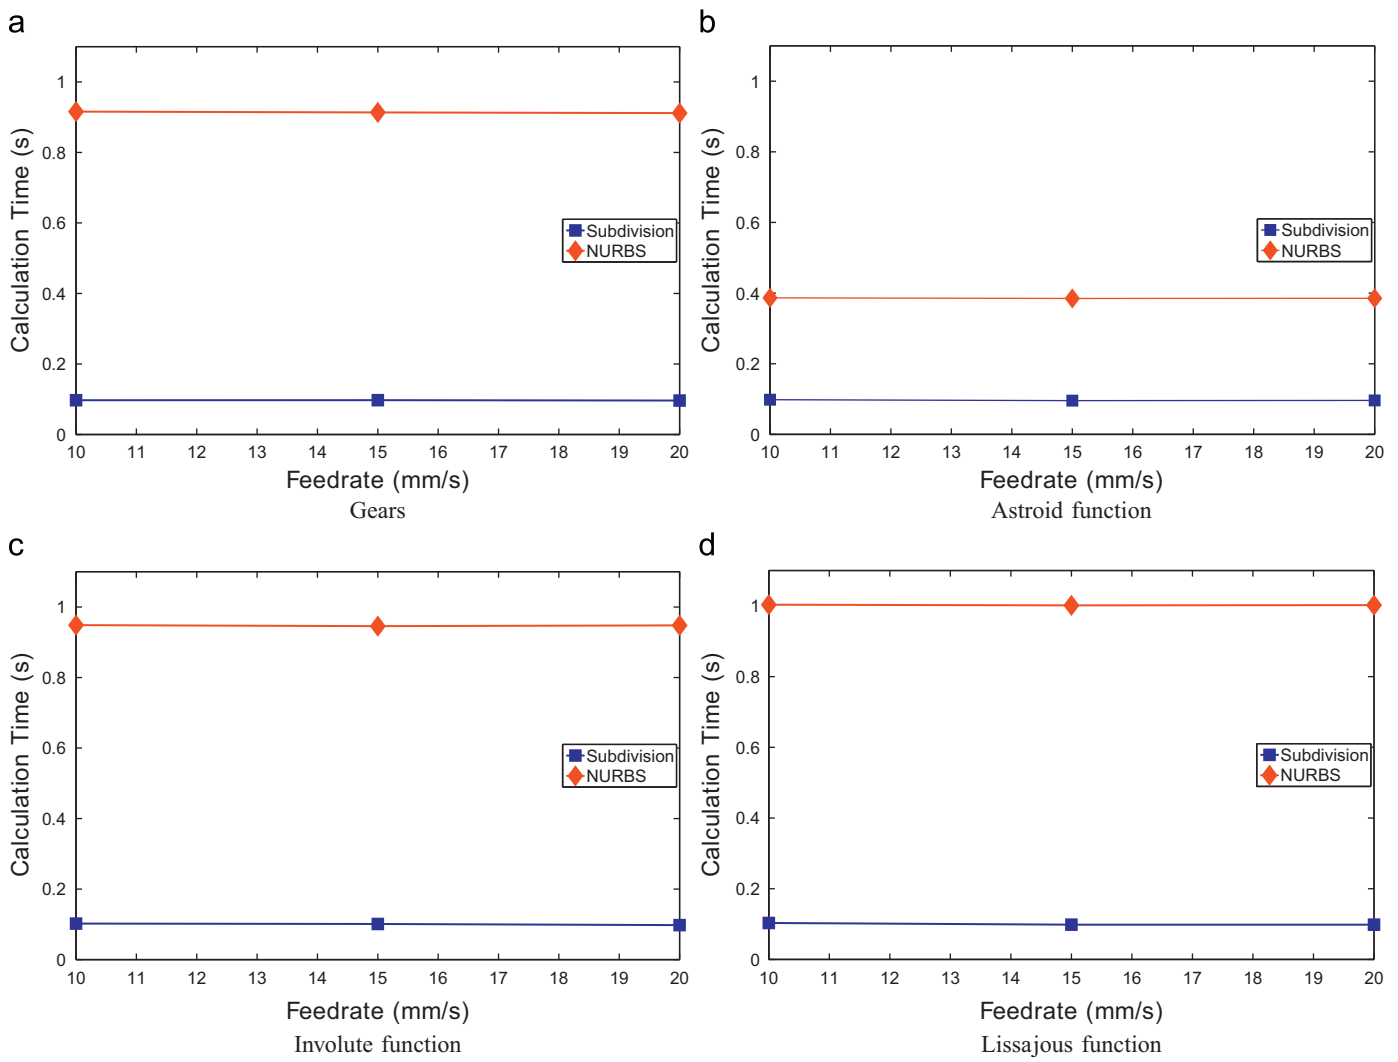 a
Calculation Time (s)
1
0.8
0.6
0.4
0.2
0
Subdivision
NURBS
10 11 12 13 14 15 16 17 18 19 20
Feedrate (mm/s)
Gears
b
Calculation Time (s)
1
0.8
0.6
0.4
0.2
0
Subdivision
NURBS
10 11 12 13 14 15 16 17 18 19 20
Feedrate (mm/s)
Astroid function
c
Calculation Time (s)
1
0.8
0.6
0.4
0.2
0
Subdivision
NURBS
10 11 12 13 14 15 16 17 18 19 20
Feedrate (mm/s)
Involute function
d
Calculation Time (s)
1
0.8
0.6
0.4
0.2
0
Subdivision
NURBS
10 11 12 13 14 15 16 17 18 19 20
Feedrate (mm/s)
Lissajous function